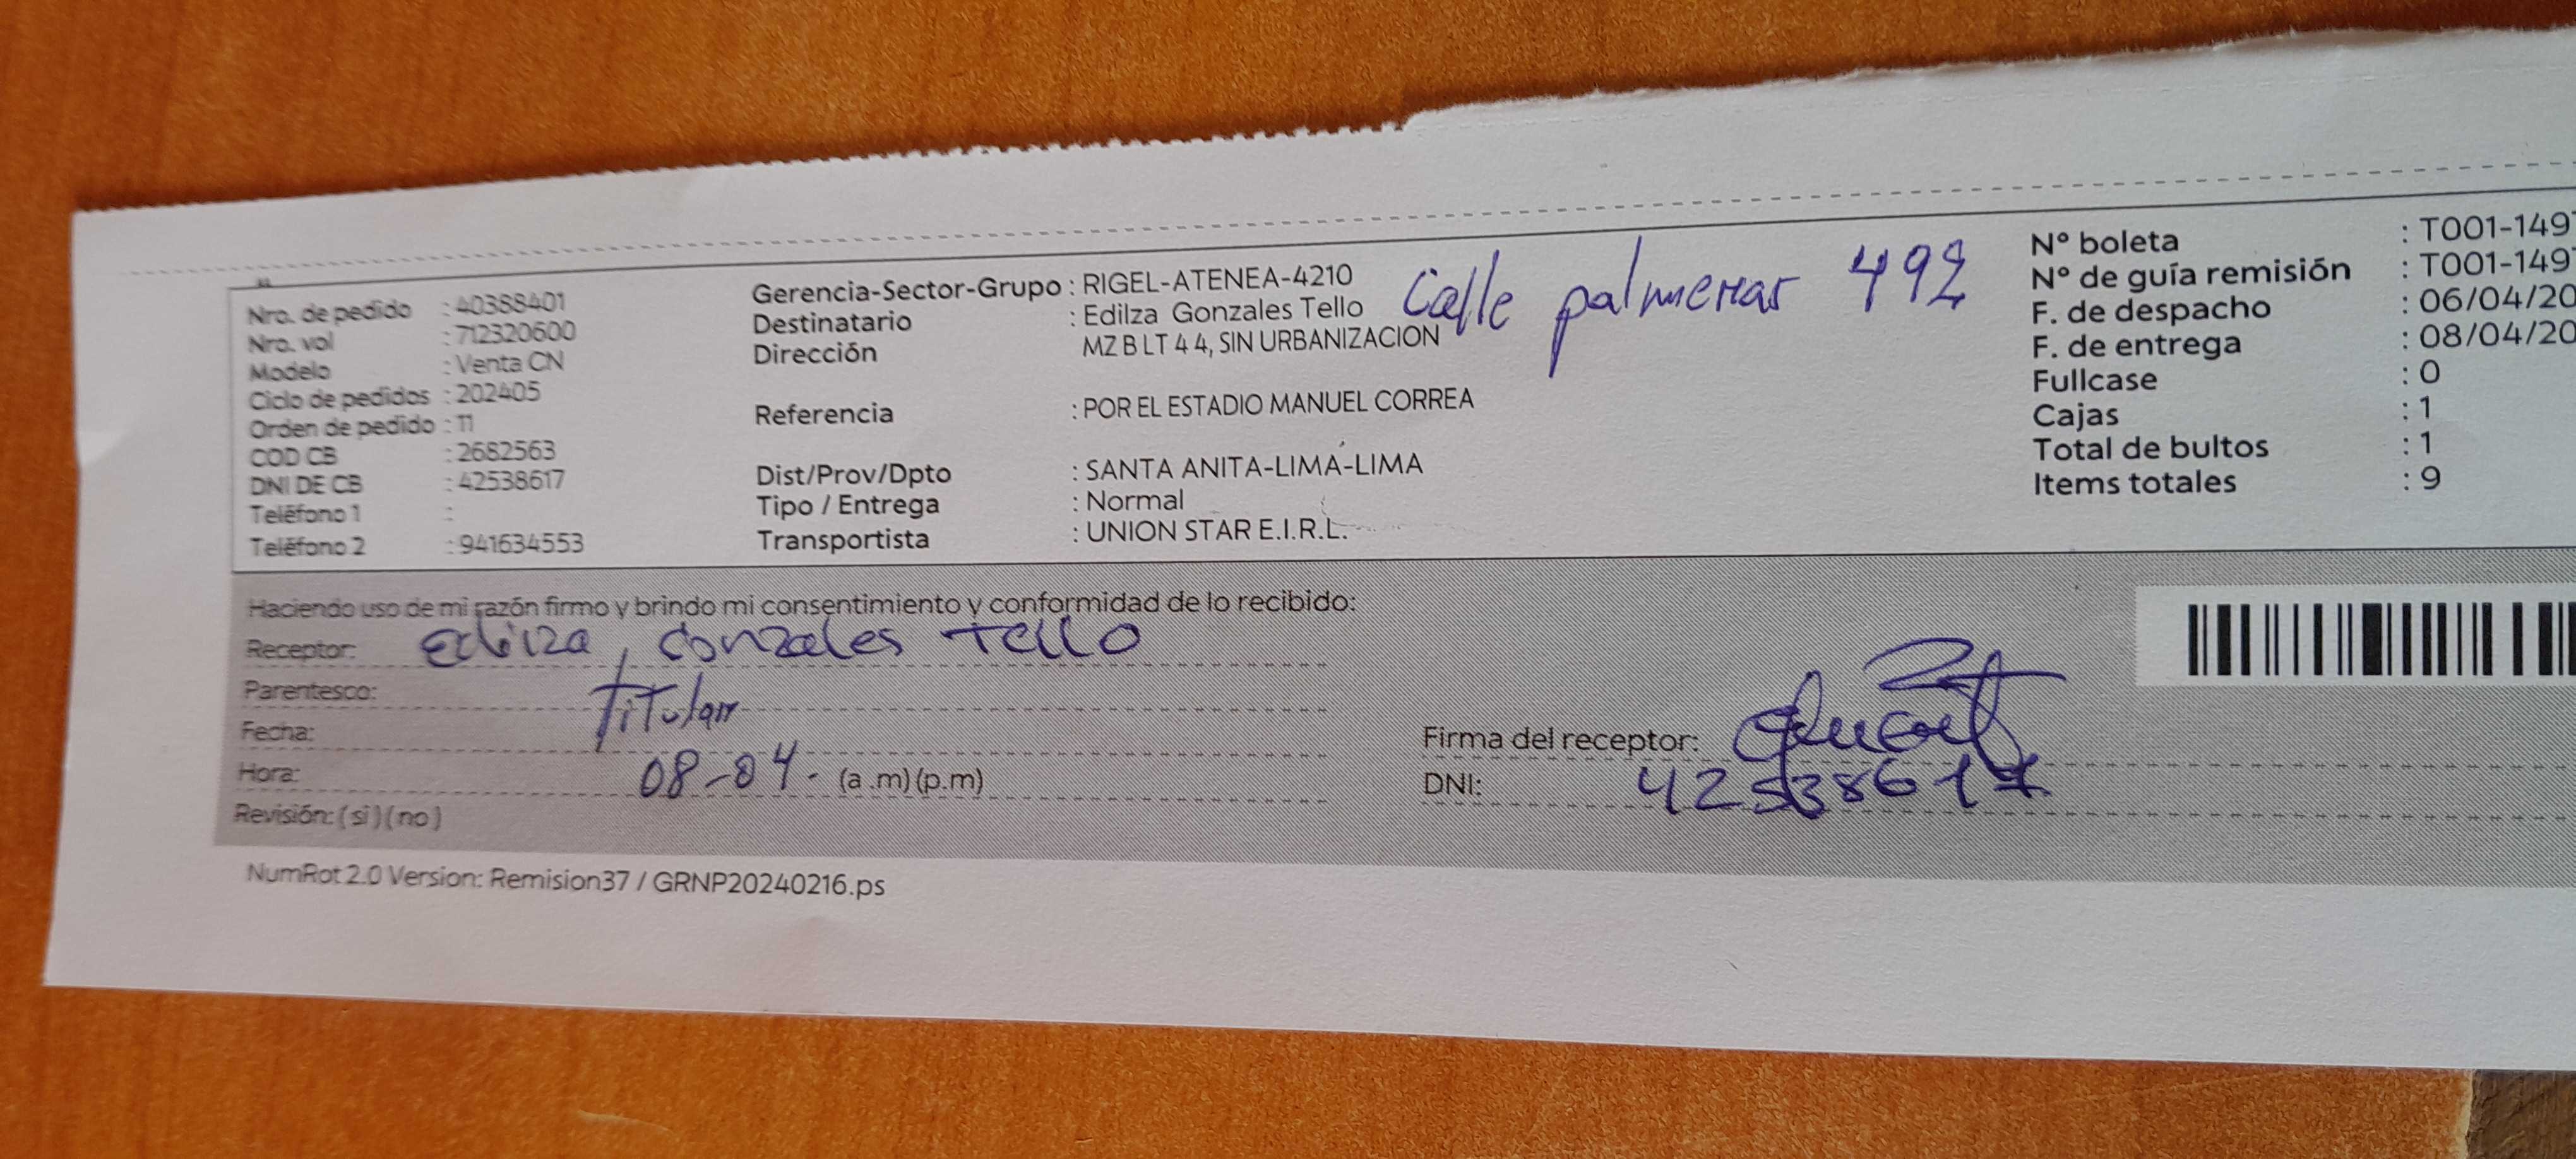 Nro. de pedido : 40388401
Nro. vol : 712320600
Modelo : Venta CN
Ciclo de pedidos : 202405
Orden de pedido : 11
COD CB : 2682563
DNI DE CB : 42538617
Teléfono 1 :
Teléfono 2 : 941634553
Gerencia-Sector-Grupo : RIGEL-ATENEA-4210
Destinatario : Edilza Gonzales Tello
Dirección MZ B LT 4 4, SIN URBANIZACION
Calle palmeras 492
Referencia : POR EL ESTADIO MANUEL CORREA
Dist/Prov/Dpto : SANTA ANITA-LIMA-LIMA
Tipo / Entrega : Normal
Transportista : UNION STAR E.I.R.L.
N° boleta : T001-149
N° de guía remisión : T001-149
F. de despacho : 06/04/20
F. de entrega : 08/04/20
Fullcase : 0
Cajas : 1
Total de bultos : 1
Items totales : 9
Haciendo uso de mi razón firmo y brindo mi consentimiento y conformidad de lo recibido:
Receptor: Edilza, Gonzales Tello
Parentesco: Titular
Fecha:
Hora: 08-04- (a .m) (p.m)
Revisión: ( si ) ( no )
Firma del receptor:
DNI: 42538617
NumRot 2.0 Version: Remision37 / GRNP20240216.ps